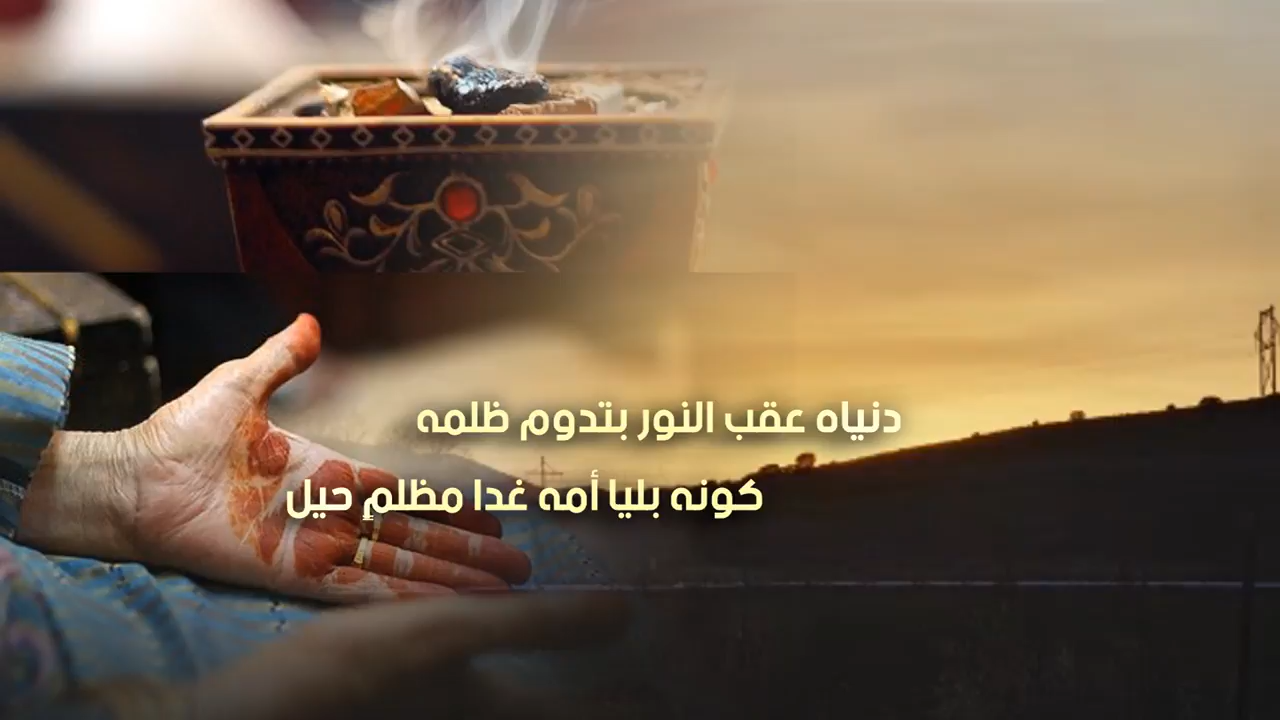 دنياه عقب النور بتدوم ظلمه
كونه بليا أمه غدا مظلمٍ حيل